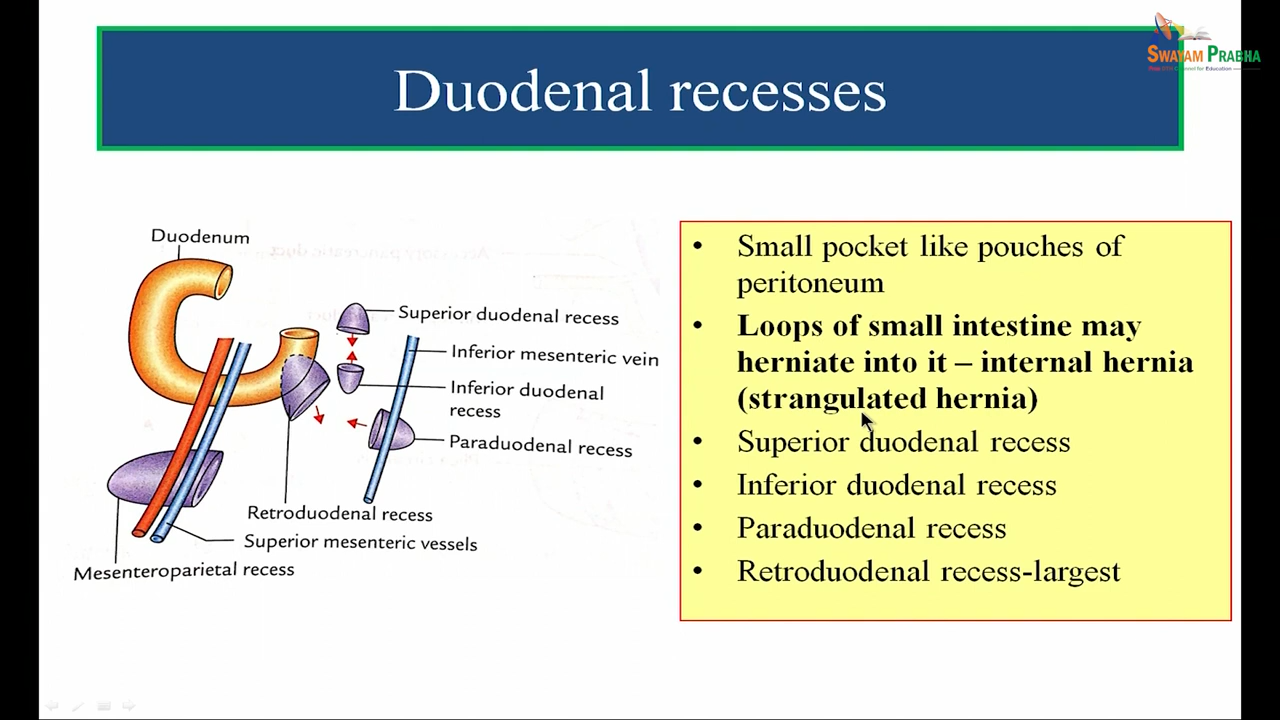 SWAYAM PRABHA
Duodenal recesses
Duodenum
Superior duodenal recess
Inferior mesenteric vein
Inferior duodenal
recess
Paraduodenal recess
Retroduodenal recess
Superior mesenteric vessels
Mesenteroparietal recess
• Small pocket like pouches of
peritoneum
• Loops of small intestine may
herniate into it – internal hernia
(strangulated hernia)
• Superior duodenal recess
• Inferior duodenal recess
• Paraduodenal recess
• Retroduodenal recess-largest